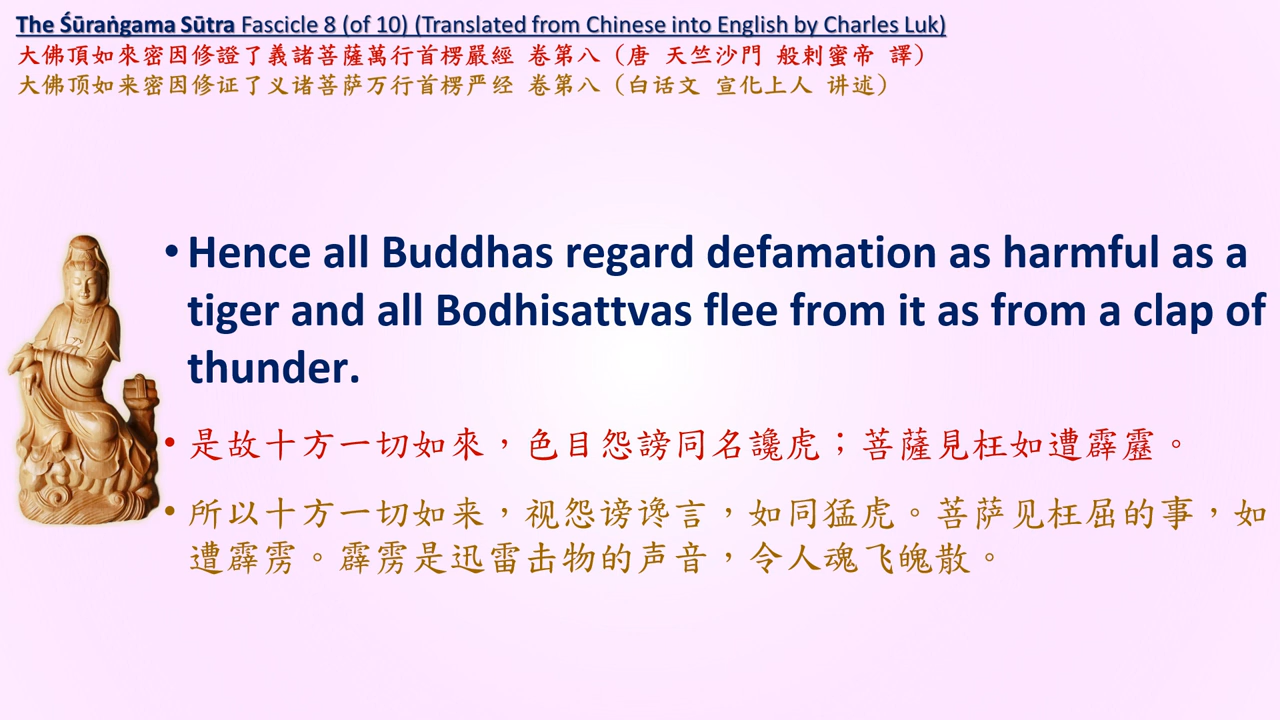 The Śūraṅgama Sūtra Fascicle 8 (of 10) (Translated from Chinese into English by Charles Luk)
大佛頂如來密因修證了義諸菩薩萬行首楞嚴經 卷第八（唐 天竺沙門 般剌蜜帝 譯）
大佛顶如来密因修证了义诸菩萨万行首楞严经 卷第八（白话文 宣化上人 讲述）
• Hence all Buddhas regard defamation as harmful as a
tiger and all Bodhisattvas flee from it as from a clap of
thunder.
• 是故十方一切如來，色目怨謗同名讒虎；菩薩見枉如遭霹靂。
• 所以十方一切如来，视怨谤谗言，如同猛虎。菩萨见枉屈的事，如
遭霹雳。霹雳是迅雷击物的声音，令人魂飞魄散。